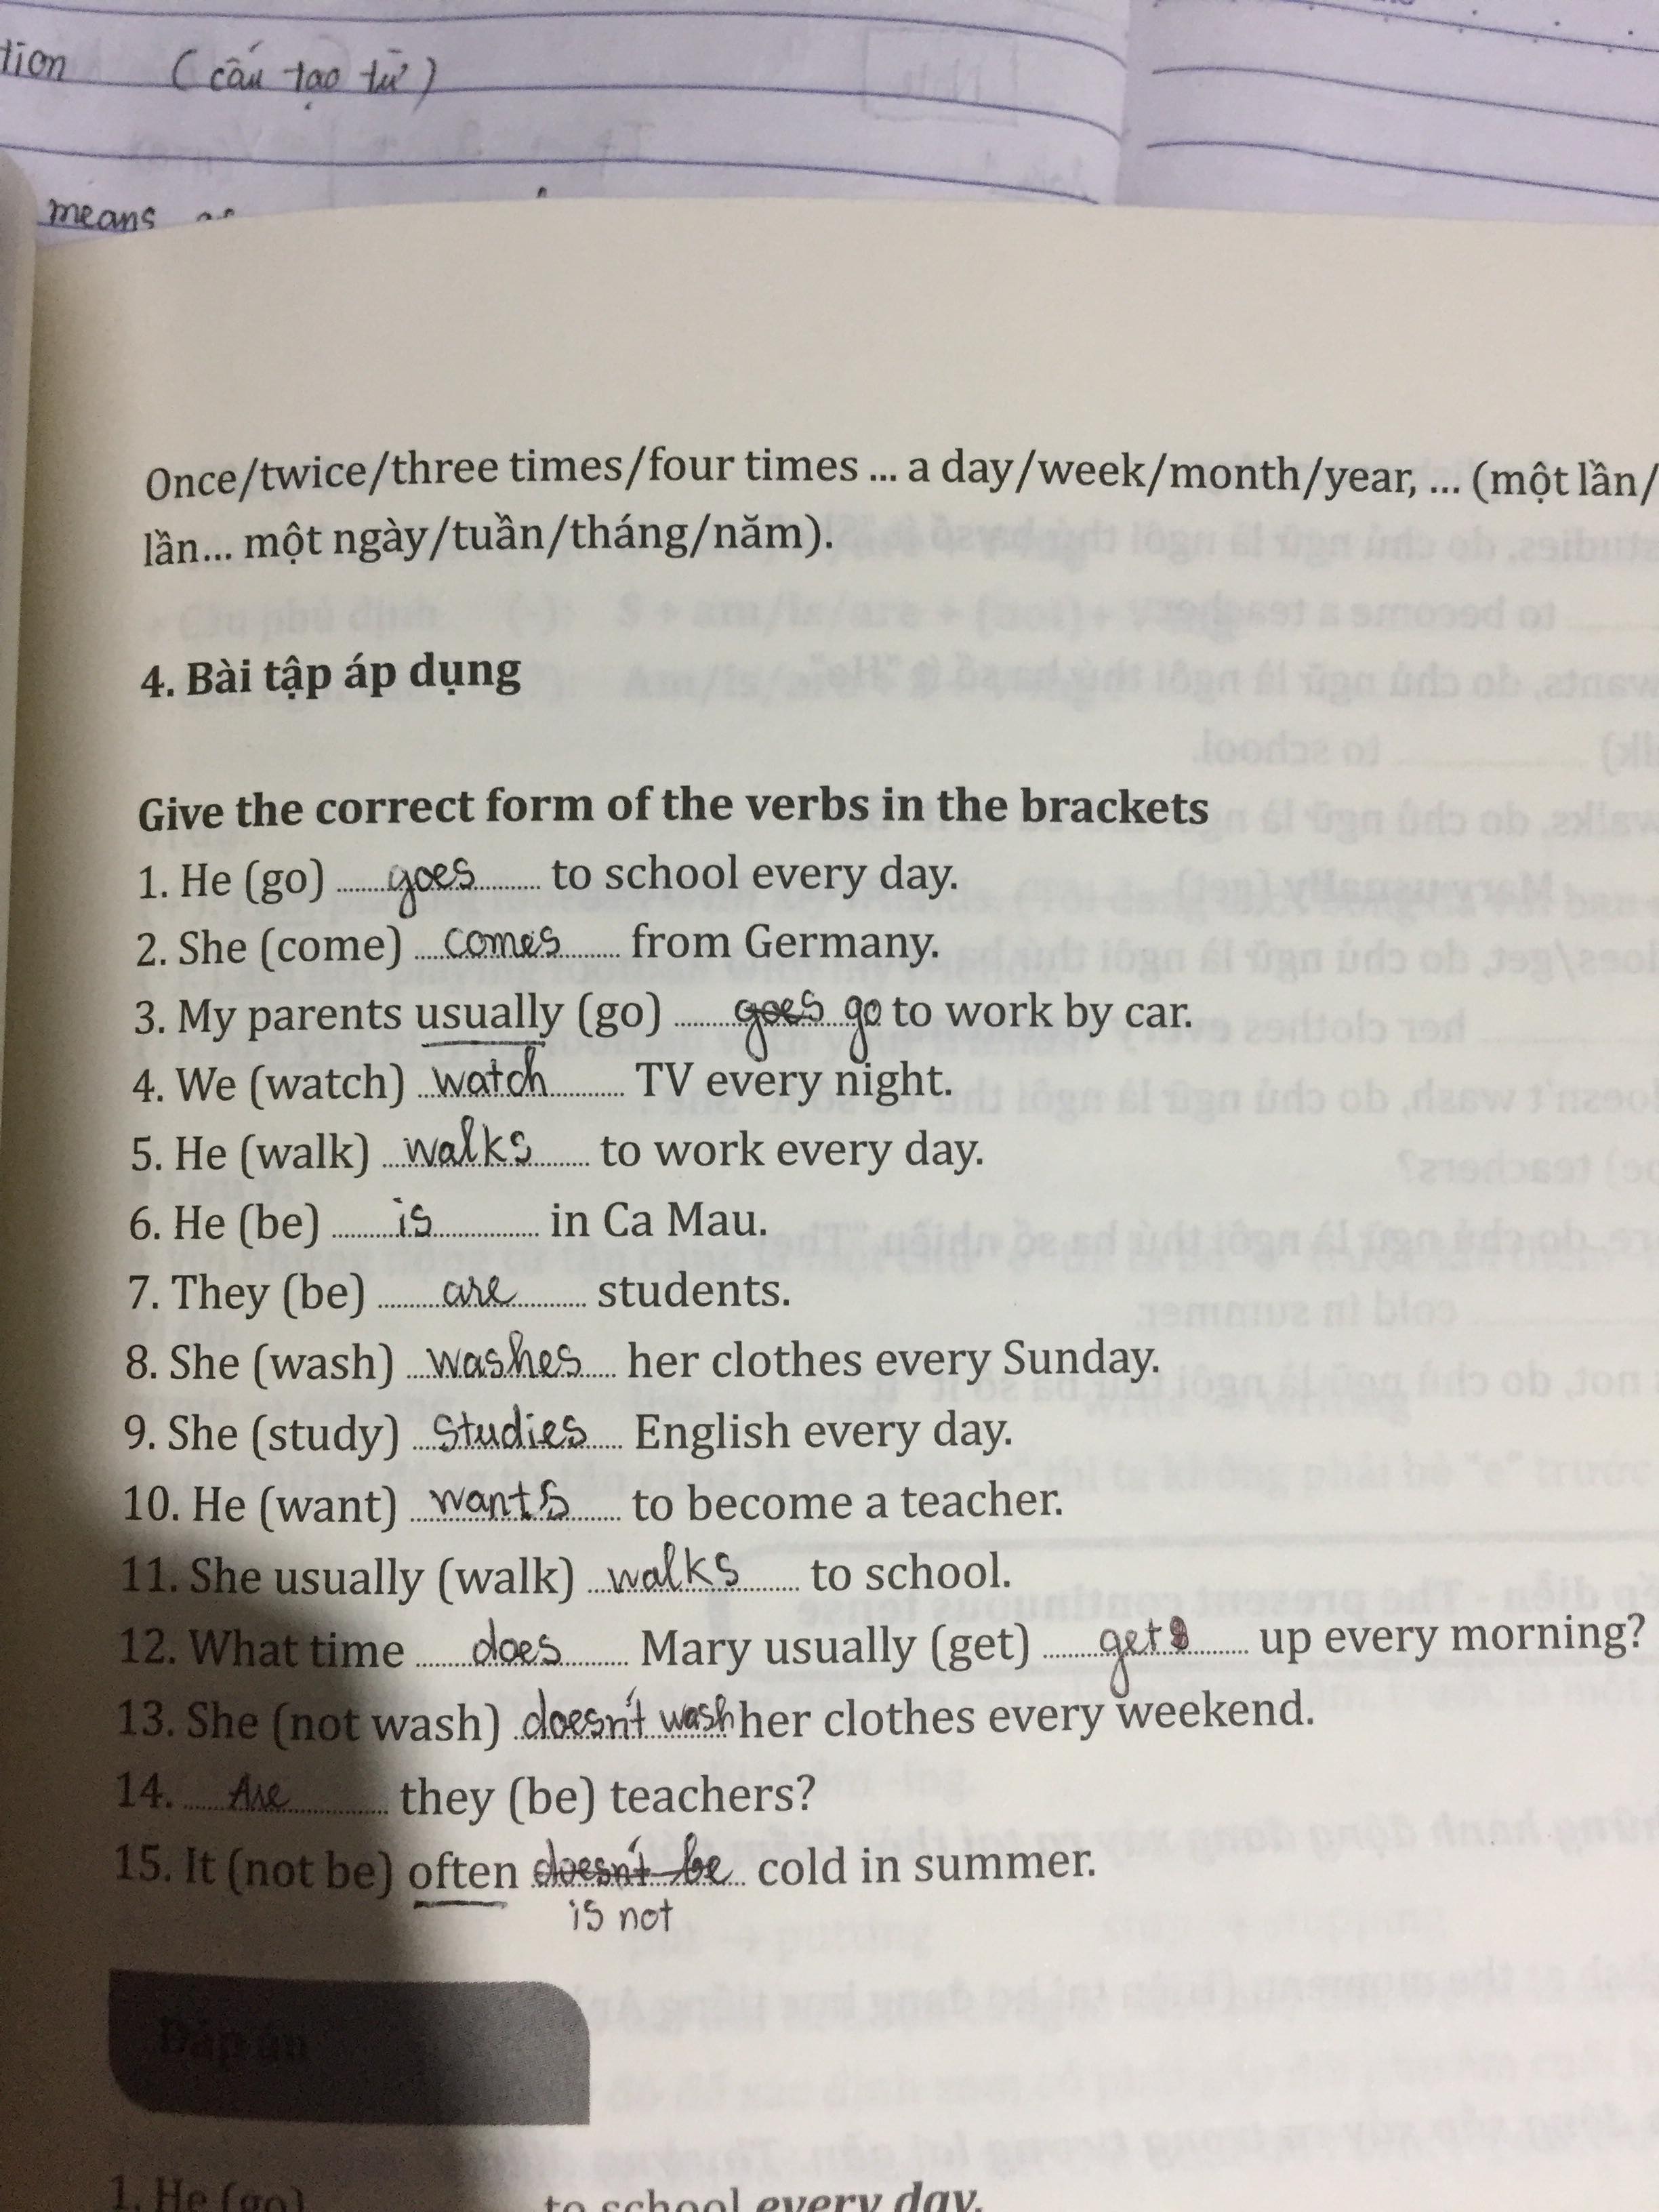 tion (cấu tạo từ)
means
Once/twice/three times/four times ... a day/week/month/year, ... (một lần/
lần... một ngày/tuần/tháng/năm).
4. Bài tập áp dụng
Give the correct form of the verbs in the brackets
1. He (go) goes to school every day.
2. She (come) comes from Germany.
3. My parents usually (go) goes go to work by car.
4. We (watch) watch TV every night.
5. He (walk) walks to work every day.
6. He (be) is in Ca Mau.
7. They (be) are students.
8. She (wash) washes her clothes every Sunday.
9. She (study) studies English every day.
10. He (want) wants to become a teacher.
11. She usually (walk) walks to school.
12. What time does Mary usually (get) get up every morning?
13. She (not wash) doesn't wash her clothes every weekend.
14. Are they (be) teachers?
15. It (not be) often doesn't be cold in summer.
is not
Đáp án
1. He (go) to school every day.